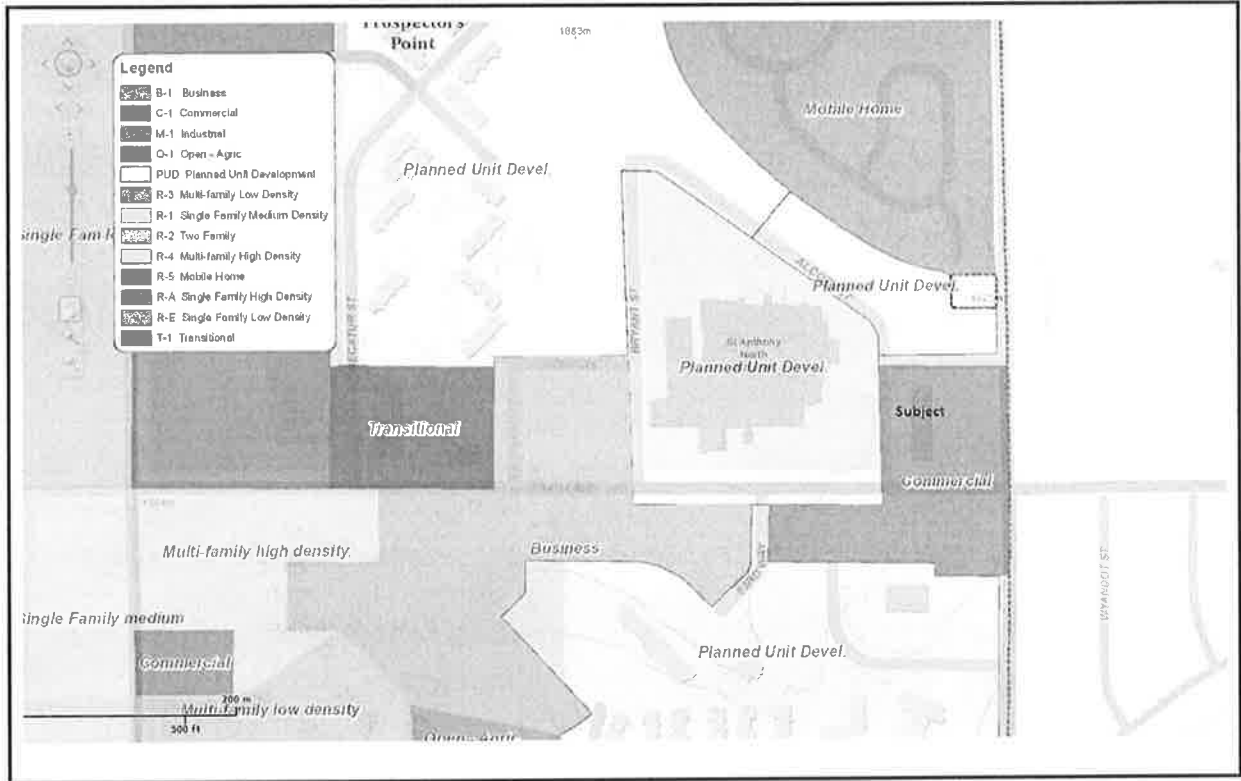 Prospectors
Point
1883m
Legend
B-1 Business
C-1 Commercial
M-1 Industrial
O-1 Open - Agric
PUD Planned Unit Development
R-3 Multi-family Low Density
R-1 Single Family Medium Density
R-2 Two Family
R-4 Multi-family High Density
R-5 Mobile Home
R-A Single Family High Density
R-E Single Family Low Density
T-1 Transitional
Mobile Home
Planned Unit Devel.
Single Fam
Planned Unit Devel.
BRYANT ST
St Anthony
North
Planned Unit Devel.
Subject
Transitional
Commercial
Multi-family high density.
Business
WYANDOT ST
Single Family medium
Planned Unit Devel.
Commercial
200 m
Multi-family low density
500 ft
Open - Agric